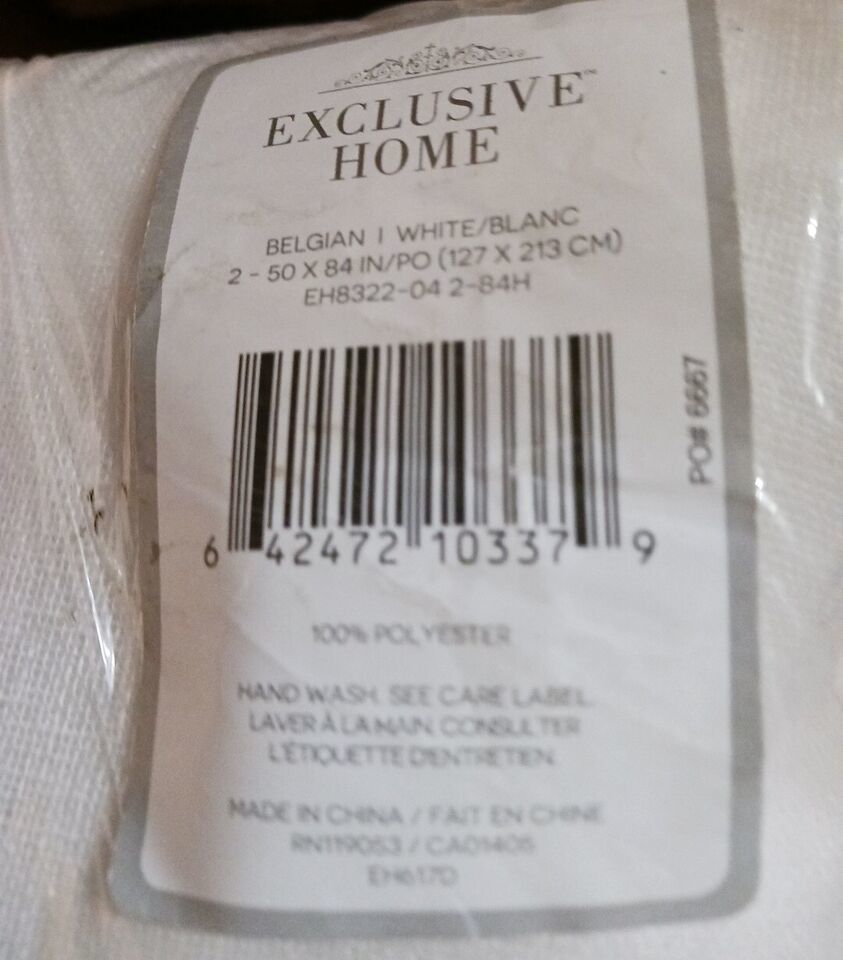 EXCLUSIVE™
HOME
BELGIAN | WHITE/BLANC
2 - 50 X 84 IN/PO (127 X 213 CM)
EH8322-04 2-84H
6 42472 10337 9
PO# 6667
100% POLYESTER
HAND WASH. SEE CARE LABEL.
LAVER À LA MAIN. CONSULTER
L'ÉTIQUETTE D'ENTRETIEN.
MADE IN CHINA / FAIT EN CHINE
RN119053 / CA01405
EH617D